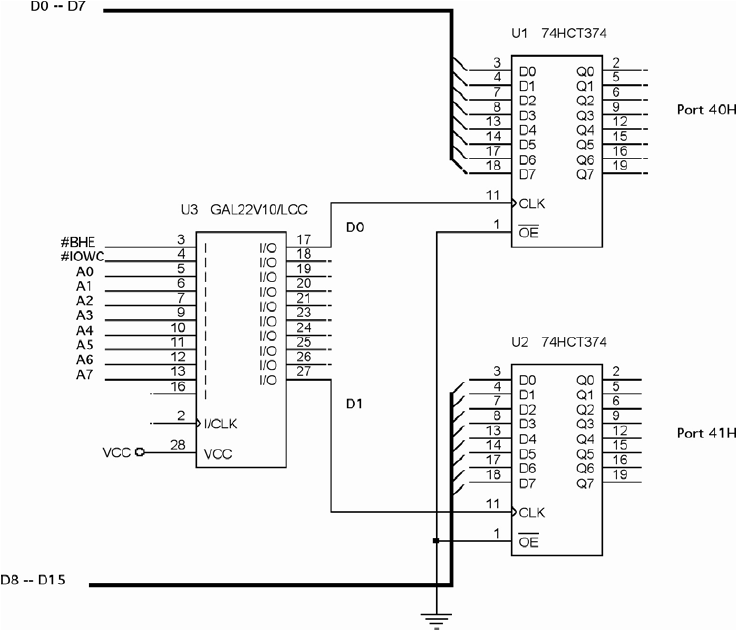 D0 -- D7
U1 74HCT374
3 D0 Q0 2
4 D1 Q1 5
7 D2 Q2 6
8 D3 Q3 9
13 D4 Q4 12
14 D5 Q5 15
17 D6 Q6 16
18 D7 Q7 19
Port 40H
11 CLK
1 OE
U3 GAL22V10/LCC
D0
#BHE 3 I I/O 17
#IOWC 4 I I/O 18
A0 5 I I/O 19
A1 6 I I/O 20
A2 7 I I/O 21
A3 9 I I/O 23
A4 10 I I/O 24
A5 11 I I/O 25
A6 12 I I/O 26
A7 13 I I/O 27
16 I
2 I/CLK
VCC 28 VCC
D1
U2 74HCT374
3 D0 Q0 2
4 D1 Q1 5
7 D2 Q2 6
8 D3 Q3 9
13 D4 Q4 12
14 D5 Q5 15
17 D6 Q6 16
18 D7 Q7 19
Port 41H
11 CLK
1 OE
D8 -- D15